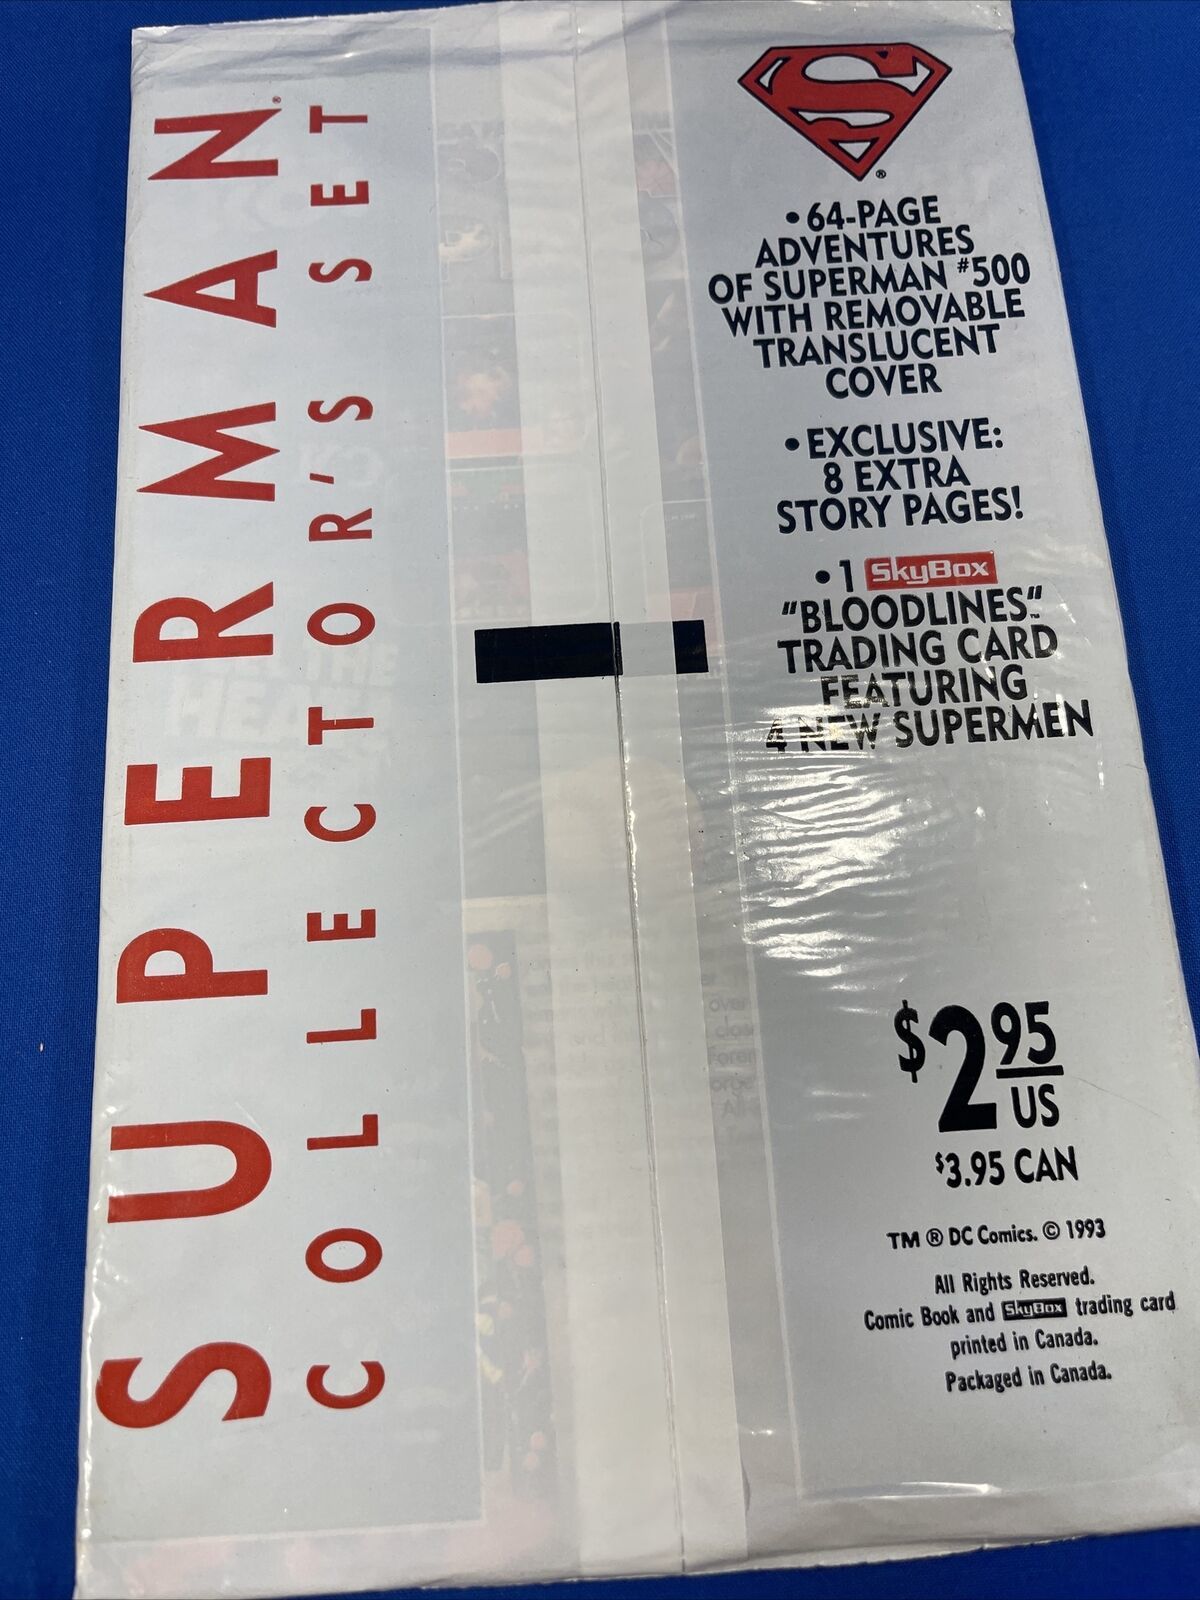 SUPERMAN®
COLLECTOR'S SET
S®
•64-PAGE
ADVENTURES
OF SUPERMAN #500
WITH REMOVABLE
TRANSLUCENT
COVER
•EXCLUSIVE:
8 EXTRA
STORY PAGES!
•1 SkyBox
"BLOODLINES"™
TRADING CARD
FEATURING
4 NEW SUPERMEN
$2.95
US
$3.95 CAN
TM ® DC Comics. © 1993
All Rights Reserved.
Comic Book and SkyBox trading card
printed in Canada.
Packaged in Canada.